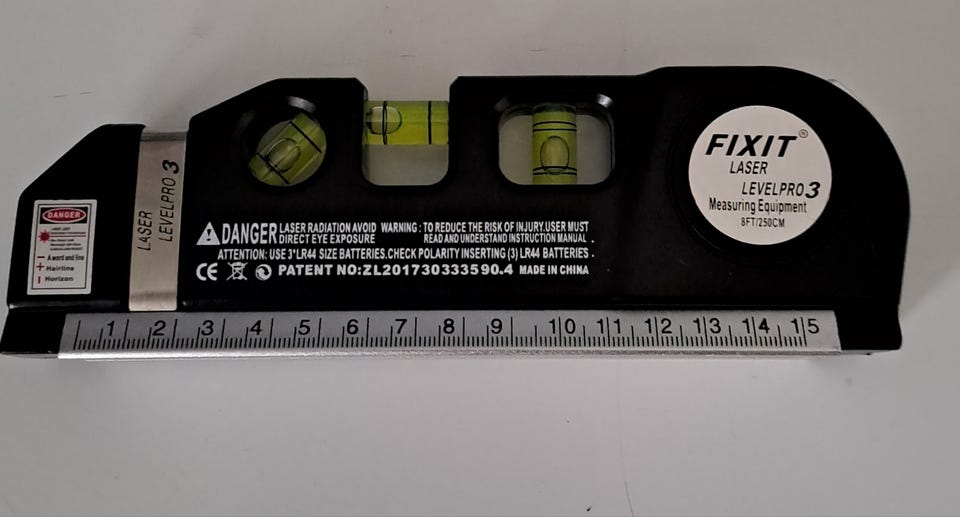 DANGER
A word and line
Hairline
Horizon
LASER
LEVELPRO 3
DANGER LASER RADIATION AVOID DIRECT EYE EXPOSURE
WARNING : TO REDUCE THE RISK OF INJURY.USER MUST READ AND UNDERSTAND INSTRUCTION MANUAL .
ATTENTION: USE 3*LR44 SIZE BATTERIES.CHECK POLARITY INSERTING (3) LR44 BATTERIES .
CE PATENT NO:ZL201730333590.4 MADE IN CHINA
FIXIT®
LASER
LEVELPRO3
Measuring Equipment
8FT/250CM
1 2 3 4 5 6 7 8 9 10 11 12 13 14 15